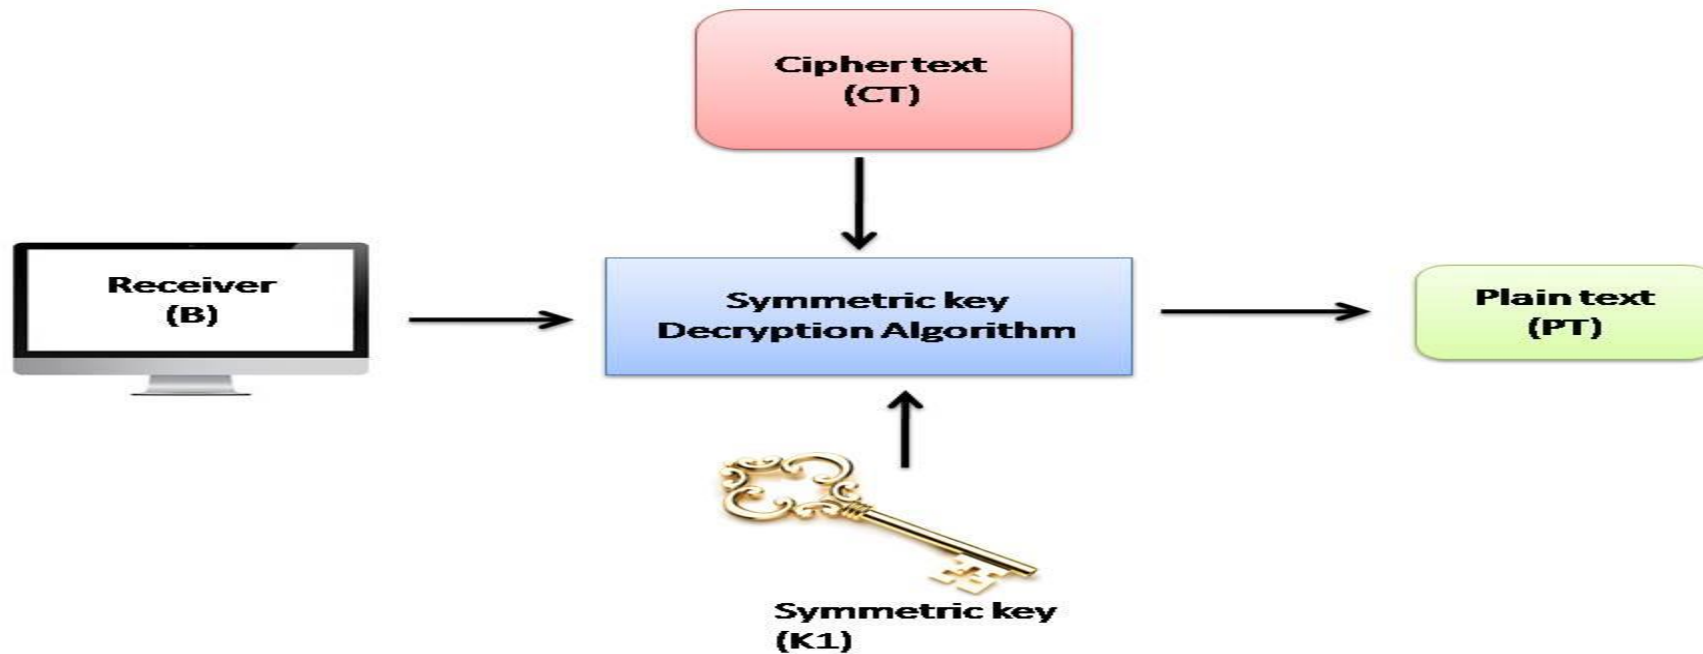 Cipher text
(CT)
Receiver
(B)
Symmetric key
Decryption Algorithm
Plain text
(PT)
Symmetric key
(K1)